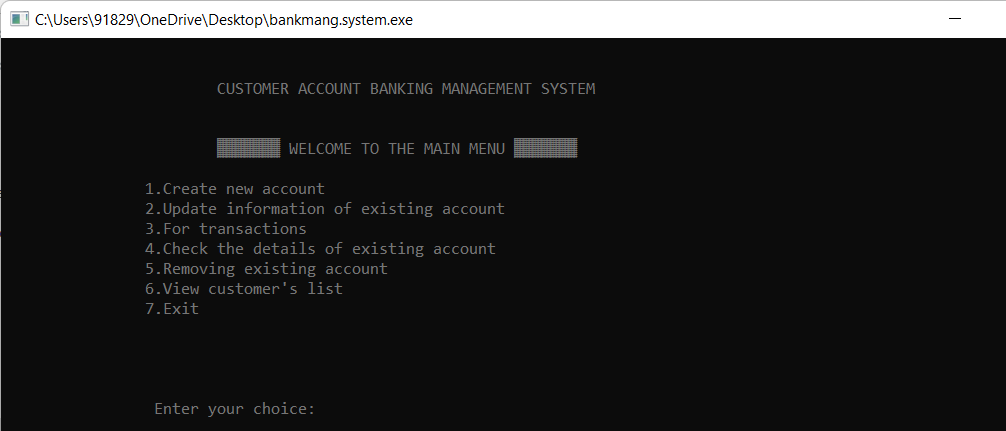 C:\Users\91829\OneDrive\Desktop\bankmang.system.exe
CUSTOMER ACCOUNT BANKING MANAGEMENT SYSTEM
▓▓▓▓▓▓▓ WELCOME TO THE MAIN MENU ▓▓▓▓▓▓▓
1.Create new account
2.Update information of existing account
3.For transactions
4.Check the details of existing account
5.Removing existing account
6.View customer's list
7.Exit
Enter your choice: